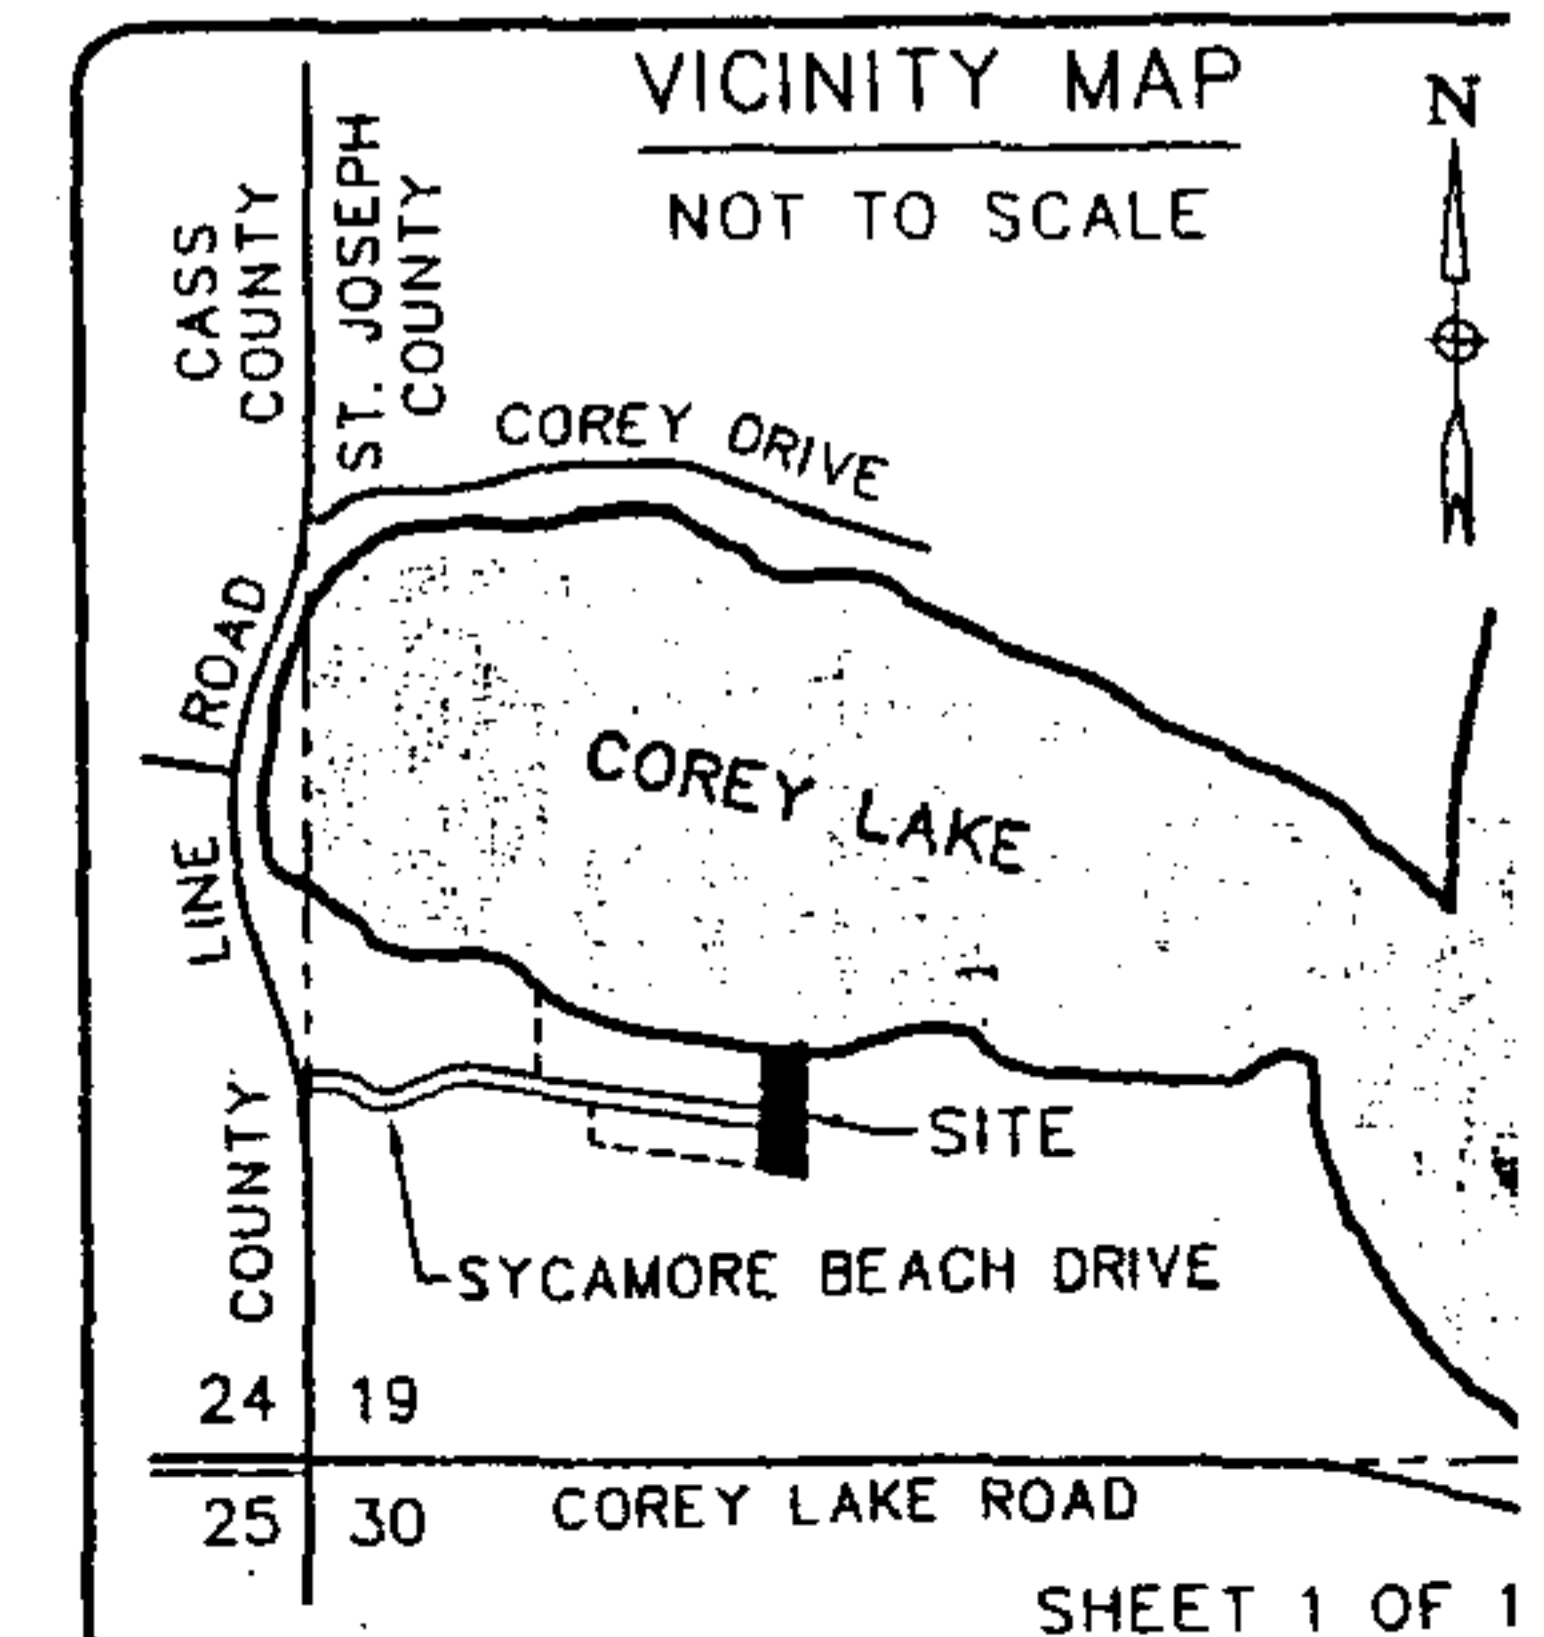 VICINITY MAP
NOT TO SCALE
N
CASS
COUNTY
ST. JOSEPH
COUNTY
COREY DRIVE
COUNTY LINE ROAD
COREY LAKE
SITE
SYCAMORE BEACH DRIVE
24 19
25 30
COREY LAKE ROAD
SHEET 1 OF 1